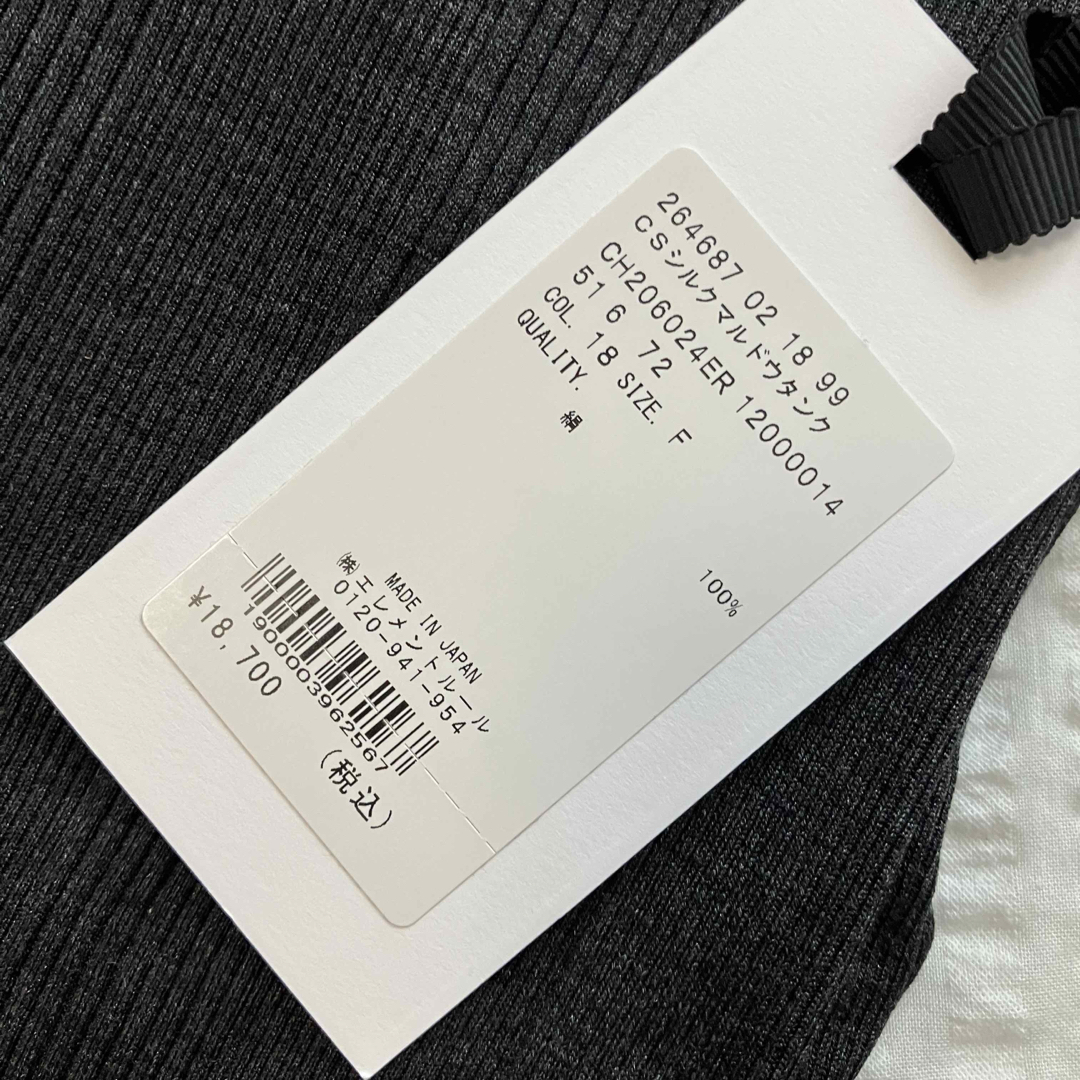 264687 02 18 99
CSシルクマルドウタンク
CH206024ER 12000014
51 6 72
COL. 18 SIZE. F
QUALITY.
絹 100%
MADE IN JAPAN
㈱エレメントルール
0120-941-954
1900003962567
¥18,700
(税込)